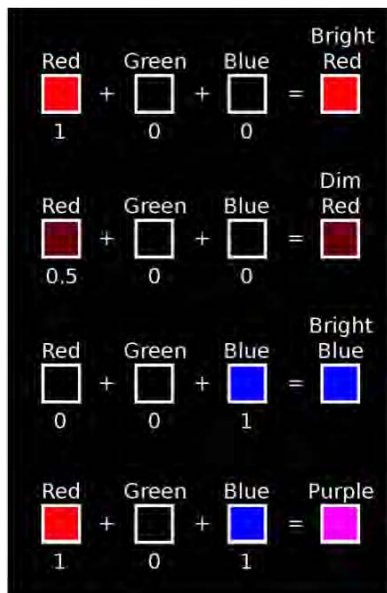 Bright
Red Green Blue Red
+ + =
1 0 0
Dim
Red Green Blue Red
+ + =
0.5 0 0
Bright
Red Green Blue Blue
+ + =
0 0 1
Red Green Blue Purple
+ + =
1 0 1